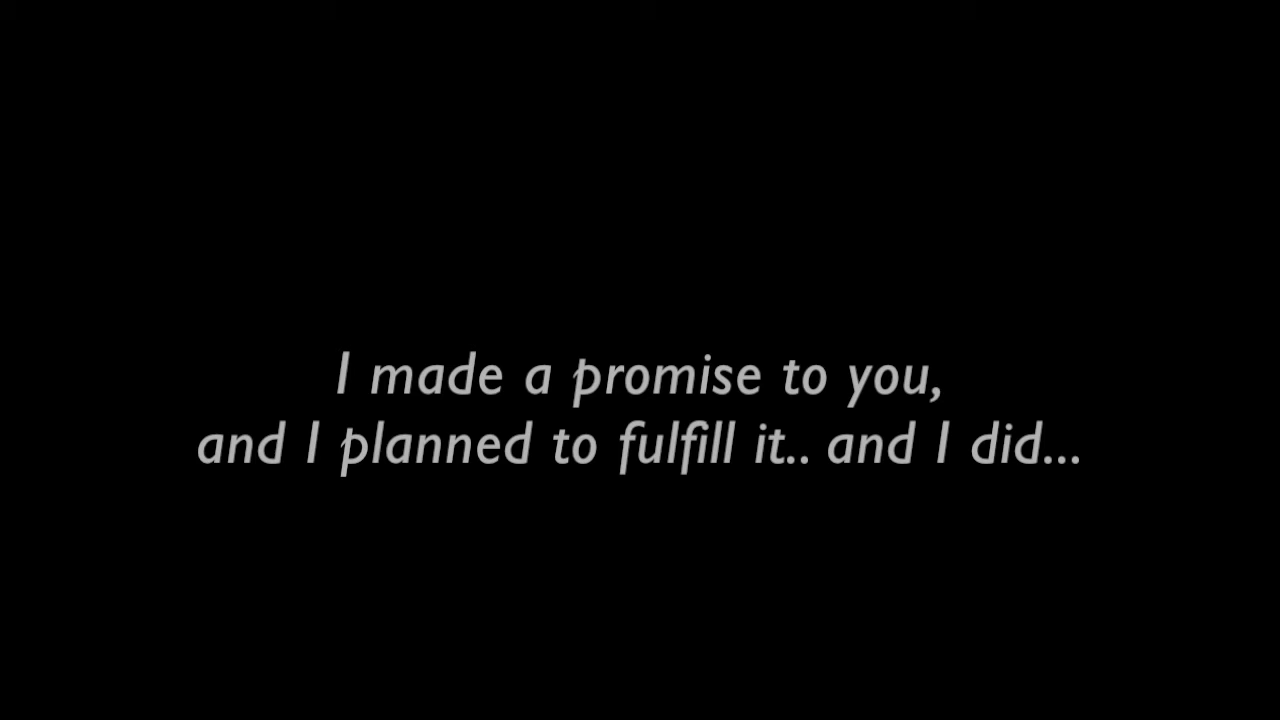 I made a promise to you,
and I planned to fulfill it.. and I did...